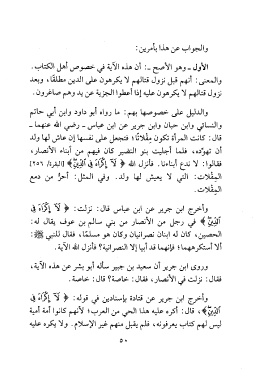 والجواب عن هذا بأمرين:
الأول - وهو الأصح -: أن هذه الآية في خصوص أهل الكتاب.
والمعنى: أنهم قبل نزول قتالهم لا يكرهون على الدين مطلقًا، وبعد
نزول قتالهم لا يكرهون عليه إذا أعطوا الجزية عن يد وهم صاغرون.
والدليل على خصوصها بهم: ما رواه أبو داود وابن أبي حاتم
والنسائي وابن حبان وابن جرير عن ابن عباس - رضي الله عنهما -
قال: كانت المرأة تكون مقلاتًا؛ فتجعل على نفسها إن عاش لها ولد
أن تهوّده، فلما أجليت بنو النضير كان فيهم من أبناء الأنصار،
فقالوا: لا ندع أبناءنا. فأنزل الله ﴿ لَآ إِكْرَاهَ فِي ٱلدِّينِ ﴾ [البقرة/ ٢٥٦]
المقلات: التي لا يعيش لها ولد. وفي المثل: أحرُّ من دمع
المقلات.
وأخرج ابن جرير عن ابن عباس قال: نزلت: ﴿ لَآ إِكْرَاهَ فِي
ٱلدِّينِ ﴾ في رجل من الأنصار من بني سالم بن عوف يقال له:
الحصين، كان له ابنان نصرانيان وكان هو مسلمًا، فقال للنبي ﷺ:
ألا أستكرههما؛ فإنهما قد أبيا إلا النصرانية؟ فأنزل الله الآية.
وروى ابن جرير أن سعيد بن جبير سأله أبو بشر عن هذه الآية،
فقال: نزلت في الأنصار، فقال: خاصة؟ قال: خاصة.
وأخرج ابن جرير عن قتادة بإسنادين في قوله: ﴿ لَآ إِكْرَاهَ فِي
ٱلدِّينِ ﴾، قال: أكره عليه هذا الحي من العرب؛ لأنهم كانوا أمة أمية
ليس لهم كتاب يعرفونه، فلم يقبل منهم غير الإسلام. ولا يكره عليه
٥٠